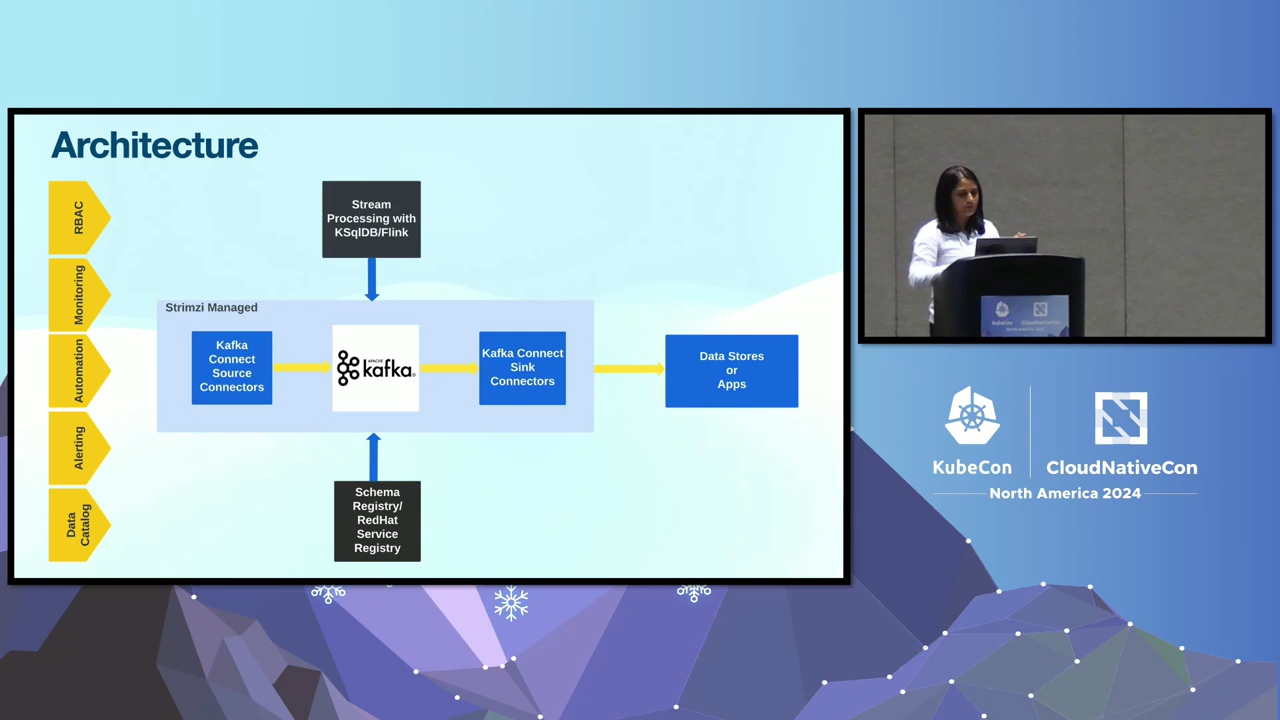 Architecture
RBAC
Monitoring
Automation
Alerting
Data
Catalog
Stream
Processing with
KSqlDB/Flink
Strimzi Managed
Kafka
Connect
Source
Connectors
APACHE
kafka
Kafka Connect
Sink
Connectors
Data Stores
or
Apps
Schema
Registry/
RedHat
Service
Registry
KubeCon
CloudNativeCon
North America 2024